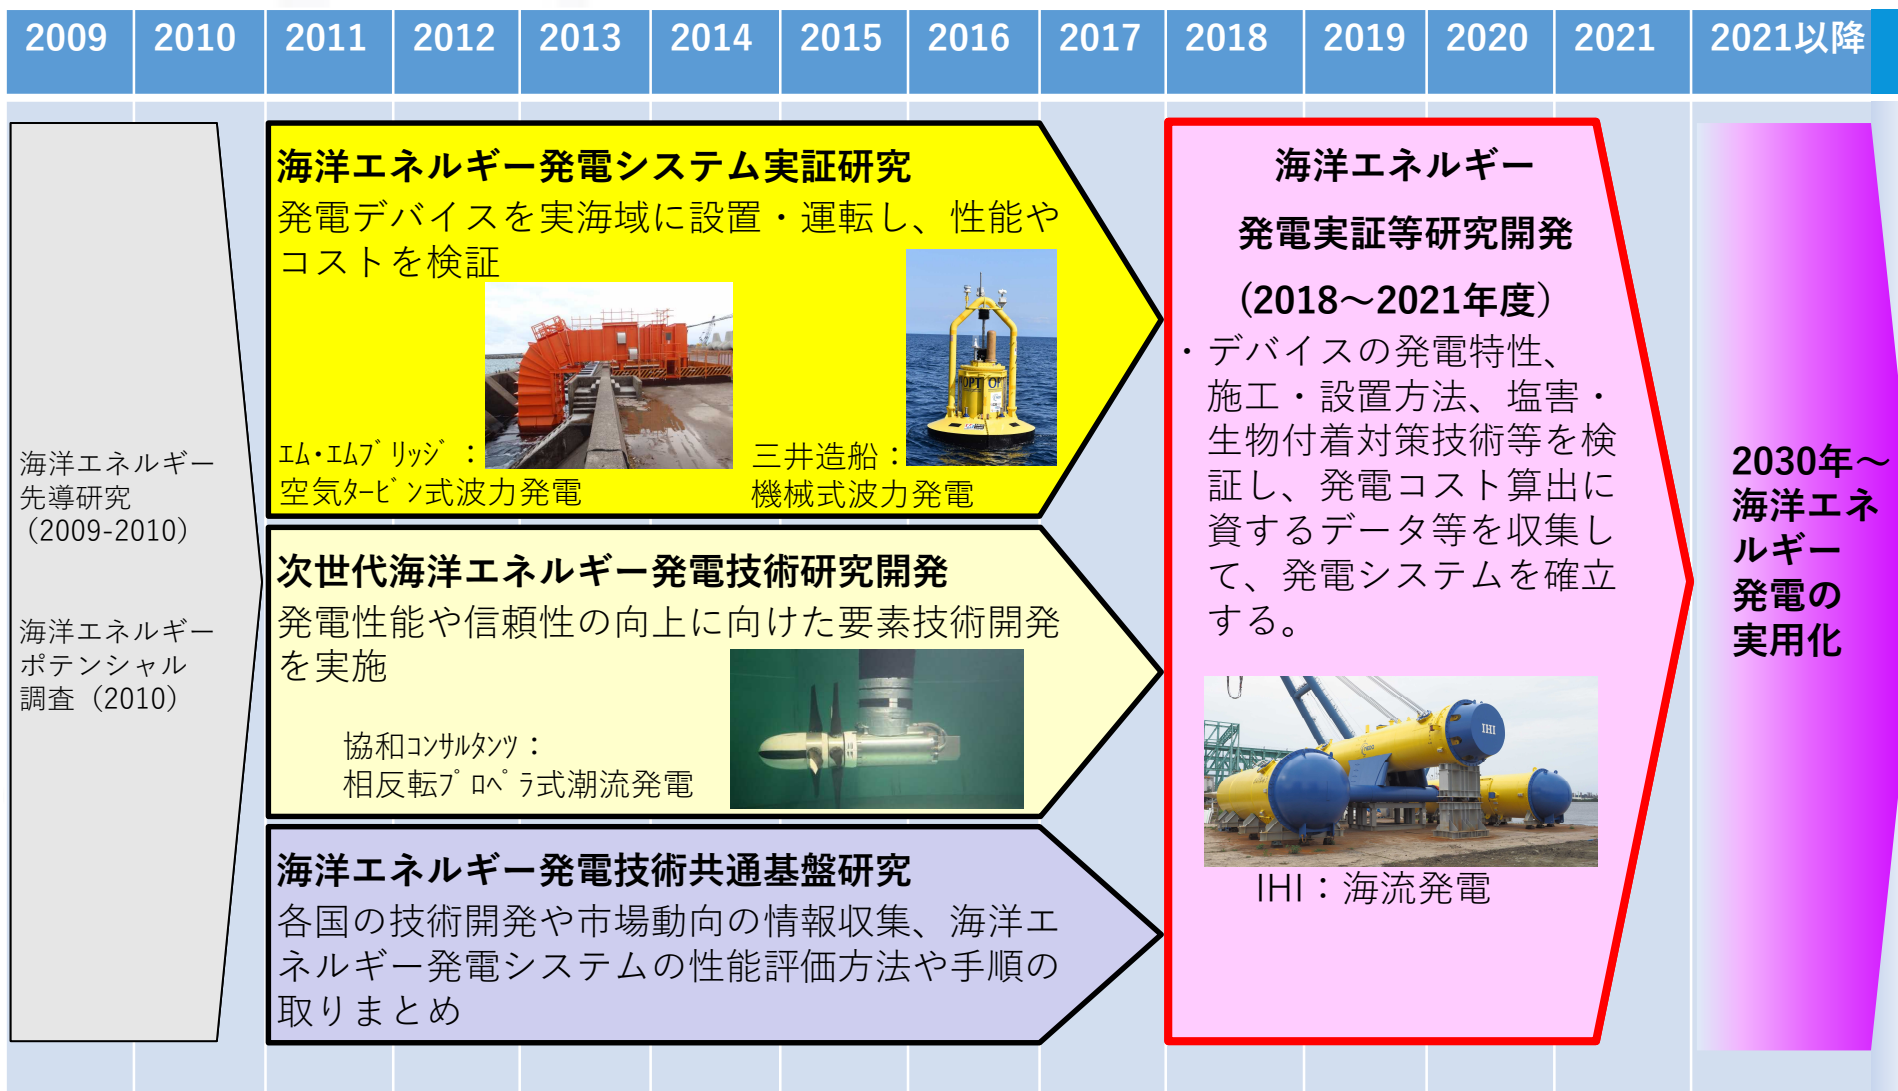 2009 2010 2011 2012 2013 2014 2015 2016 2017 2018 2019 2020 2021 2021以降
海洋エネルギー
先導研究
（2009-2010）
海洋エネルギー
ポテンシャル
調査（2010）
海洋エネルギー発電システム実証研究
発電デバイスを実海域に設置・運転し、性能や
コストを検証
ｴﾑ･ｴﾑﾌﾞﾘｯｼﾞ：
空気ﾀｰﾋﾞﾝ式波力発電
三井造船：
機械式波力発電
OPT OP
次世代海洋エネルギー発電技術研究開発
発電性能や信頼性の向上に向けた要素技術開発
を実施
協和ｺﾝｻﾙﾀﾝﾂ：
相反転ﾌﾟﾛﾍﾟﾗ式潮流発電
海洋エネルギー発電技術共通基盤研究
各国の技術開発や市場動向の情報収集、海洋エ
ネルギー発電システムの性能評価方法や手順の
取りまとめ
海洋エネルギー
発電実証等研究開発
（2018～2021年度）
・デバイスの発電特性、
施工・設置方法、塩害・
生物付着対策技術等を検
証し、発電コスト算出に
資するデータ等を収集し
て、発電システムを確立
する。
IHI
IHI：海流発電
2030年～
海洋エネ
ルギー
発電の
実用化